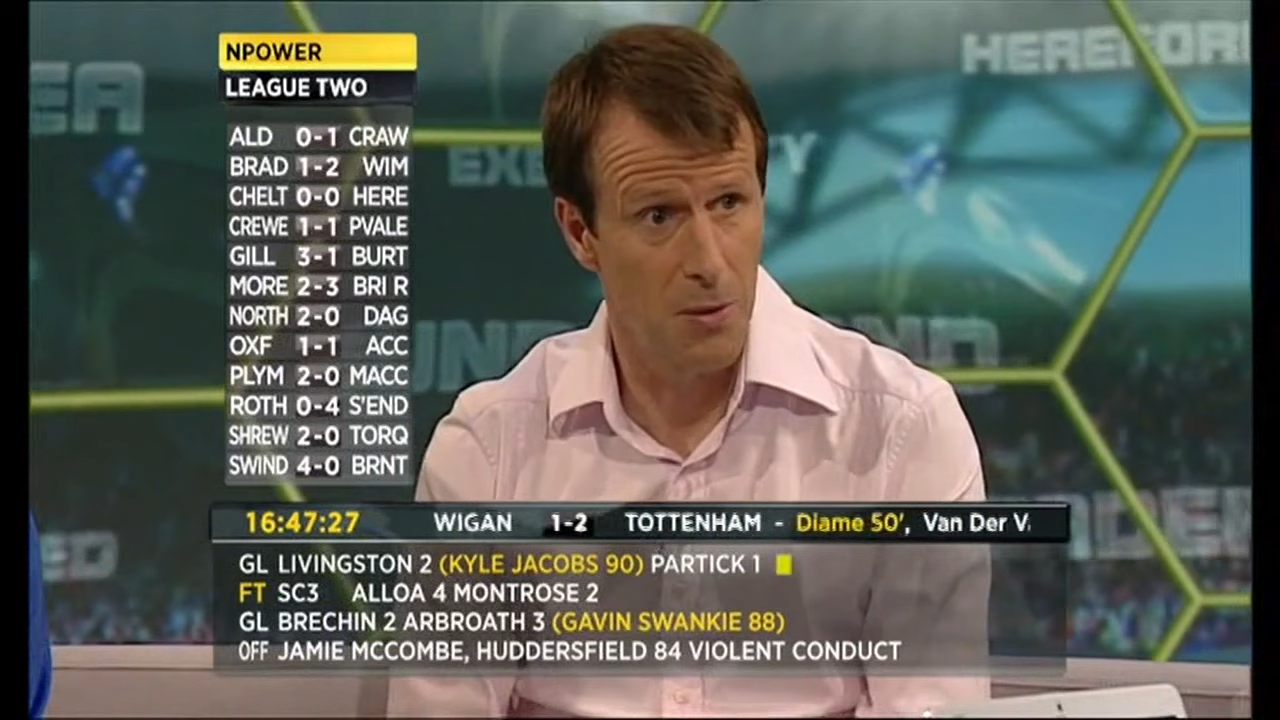 NPOWER
LEAGUE TWO
ALD 0-1 CRAW
BRAD 1-2 WIM
CHELT 0-0 HERE
CREWE 1-1 PVALE
GILL 3-1 BURT
MORE 2-3 BRI R
NORTH 2-0 DAG
OXF 1-1 ACC
PLYM 2-0 MACC
ROTH 0-4 S'END
SHREW 2-0 TORQ
SWIND 4-0 BRNT
16:47:27 WIGAN 1-2 TOTTENHAM - Diame 50', Van Der V
GL LIVINGSTON 2 (KYLE JACOBS 90) PARTICK 1
FT SC3 ALLOA 4 MONTROSE 2
GL BRECHIN 2 ARBROATH 3 (GAVIN SWANKIE 88)
OFF JAMIE MCCOMBE, HUDDERSFIELD 84 VIOLENT CONDUCT
HEREFOR